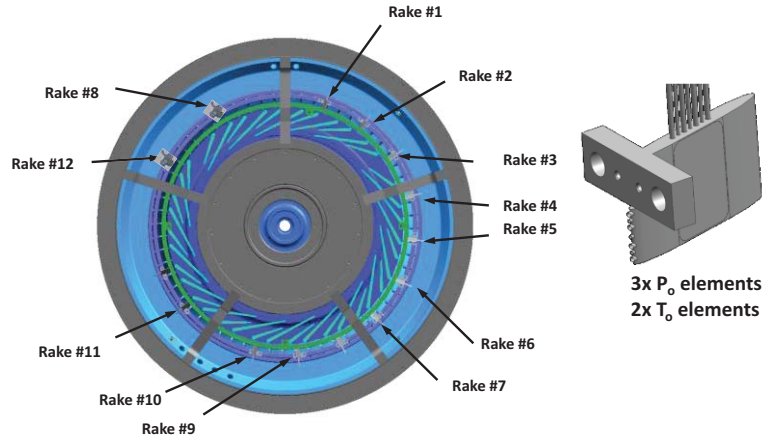 Rake #1
Rake #2
Rake #8
Rake #3
Rake #12
Rake #4
Rake #5
3x Pₒ elements
2x Tₒ elements
Rake #6
Rake #11
Rake #7
Rake #10
Rake #9